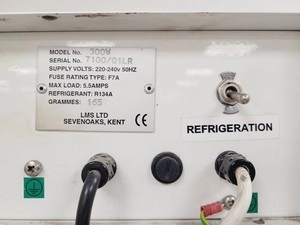 MODEL No. 300W
SERIAL No. 7100/01LR
SUPPLY VOLTS: 220-240v 50HZ
FUSE RATING TYPE: F7A
MAX LOAD: 5.5AMPS
REFRIGERANT: R134A
GRAMMES: 165
LMS LTD
SEVENOAKS, KENT
CE
REFRIGERATION